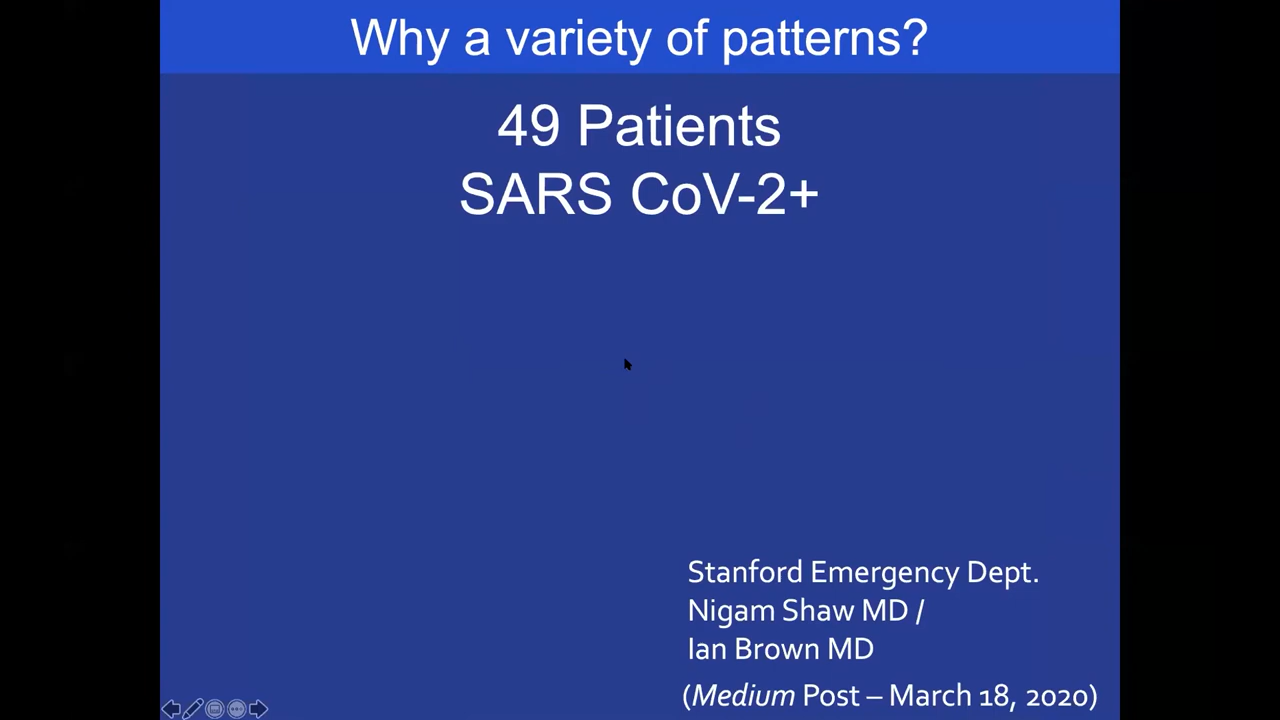 Why a variety of patterns?
49 Patients
SARS CoV-2+
Stanford Emergency Dept.
Nigam Shaw MD /
Ian Brown MD
(Medium Post – March 18, 2020)